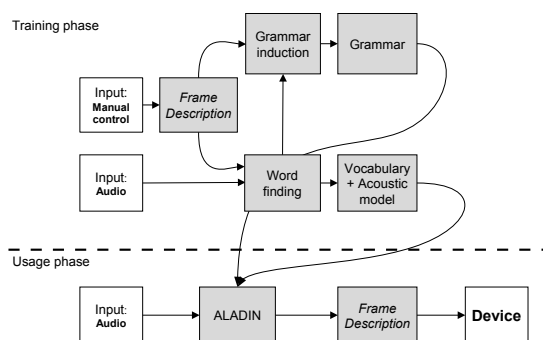 Training phase
Grammar
induction
Grammar
Input:
Manual
control
Frame
Description
Input:
Audio
Word
finding
Vocabulary
+ Acoustic
model
Usage phase
Input:
Audio
ALADIN
Frame
Description
Device